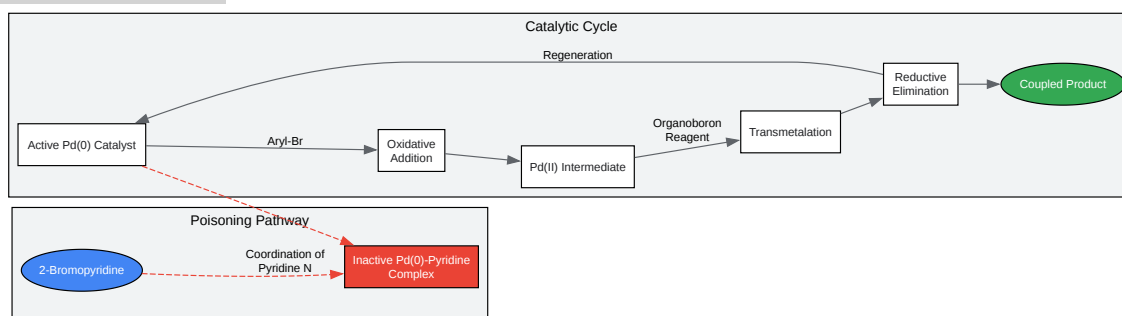 Catalytic Cycle
Regeneration
Reductive
Elimination
Coupled Product
Organoboron
Reagent
Transmetalation
Active Pd(0) Catalyst
Aryl-Br
Oxidative
Addition
Pd(II) Intermediate
Poisoning Pathway
2-Bromopyridine
Coordination of
Pyridine N
Inactive Pd(0)-Pyridine
Complex